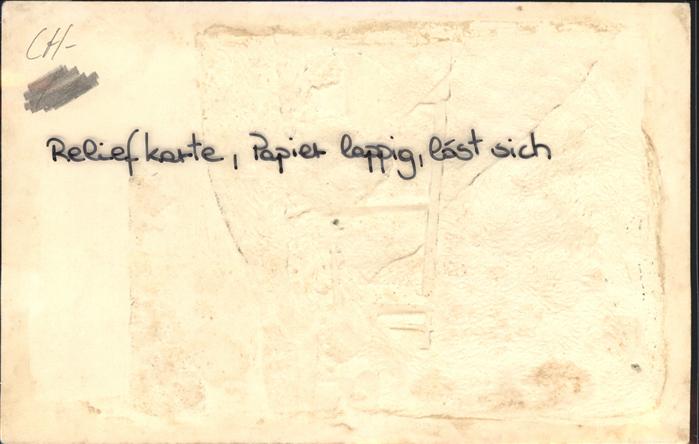 CH-
Reliefkarte, Papier lappig, löst sich